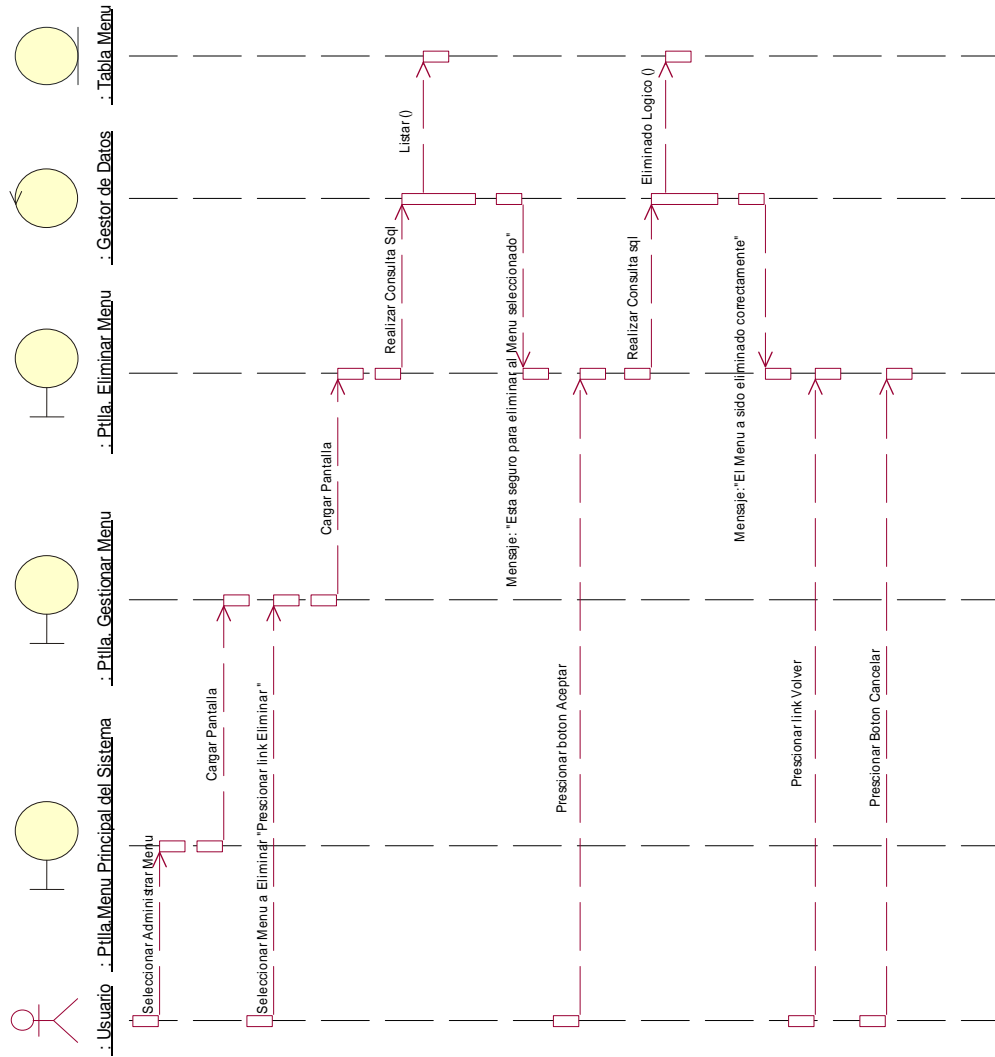 : Usuario
: Ptlla.Menu Principal del Sistema
: Ptlla. Gestionar Menu
: Ptlla. Eliminar Menu
: Gestor de Datos
: Tabla Menu
Seleccionar Administrar Menu
Cargar Pantalla
Seleccionar Menu a Eliminar "Prescionar link Eliminar "
Cargar Pantalla
Realizar Consulta Sql
Listar ()
Mensaje: "Esta seguro para eliminar al Menu seleccionado"
Prescionar boton Aceptar
Realizar Consulta sql
Eliminado Logico ()
Mensaje:"El Menu a sido eliminado correctamente"
Prescionar link Volver
Prescionar Boton Cancelar